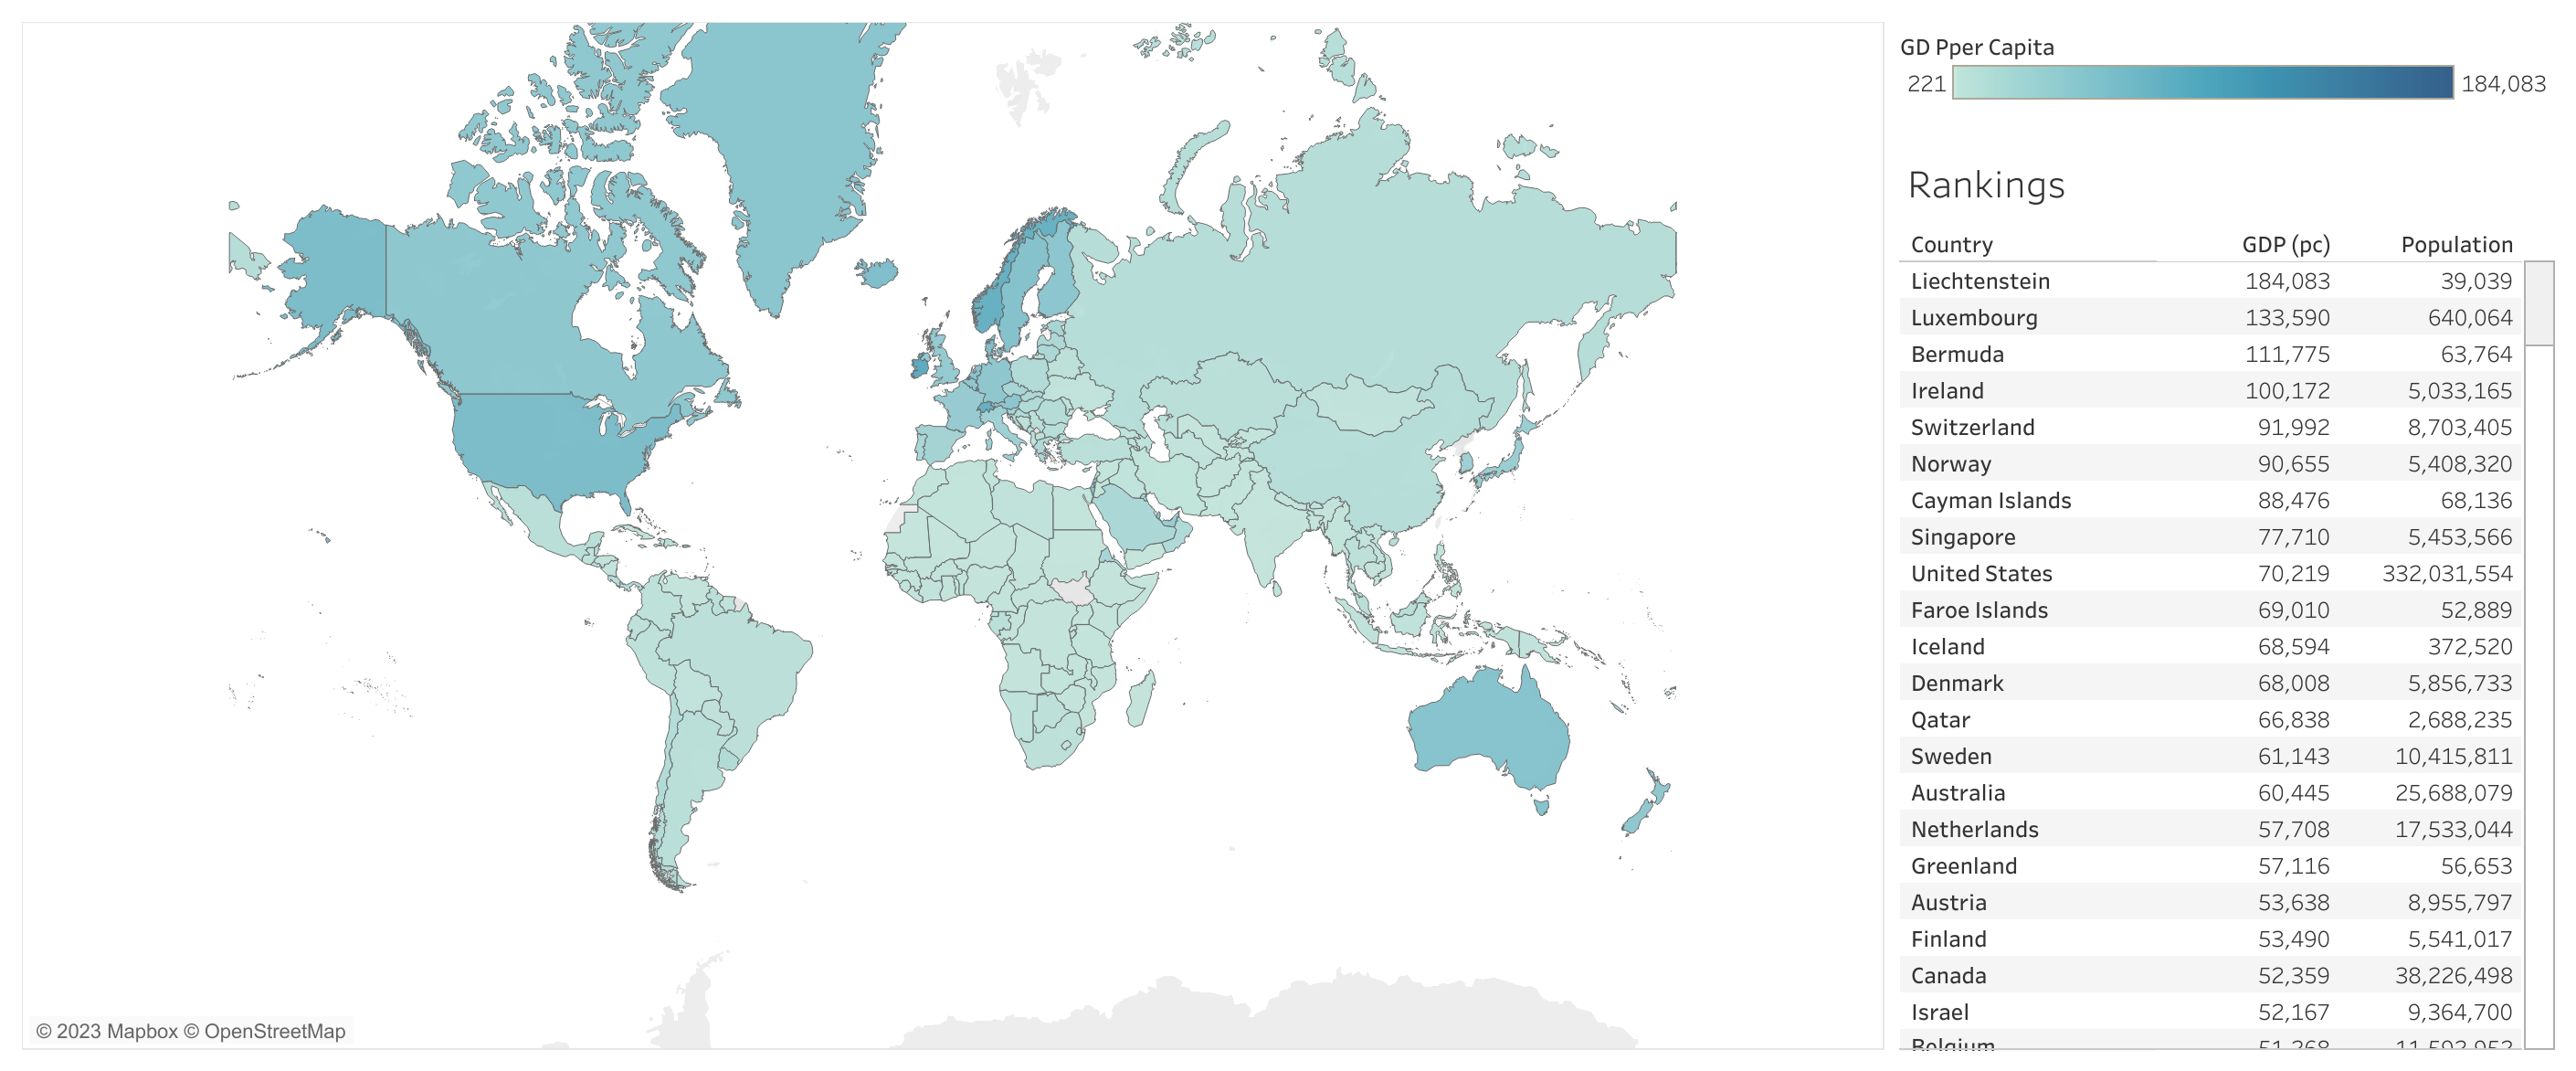 GD Pper Capita
221 184,083
Rankings
Country GDP (pc) Population
Liechtenstein 184,083 39,039
Luxembourg 133,590 640,064
Bermuda 111,775 63,764
Ireland 100,172 5,033,165
Switzerland 91,992 8,703,405
Norway 90,655 5,408,320
Cayman Islands 88,476 68,136
Singapore 77,710 5,453,566
United States 70,219 332,031,554
Faroe Islands 69,010 52,889
Iceland 68,594 372,520
Denmark 68,008 5,856,733
Qatar 66,838 2,688,235
Sweden 61,143 10,415,811
Australia 60,445 25,688,079
Netherlands 57,708 17,533,044
Greenland 57,116 56,653
Austria 53,638 8,955,797
Finland 53,490 5,541,017
Canada 52,359 38,226,498
Israel 52,167 9,364,700
Belgium
© 2023 Mapbox © OpenStreetMap